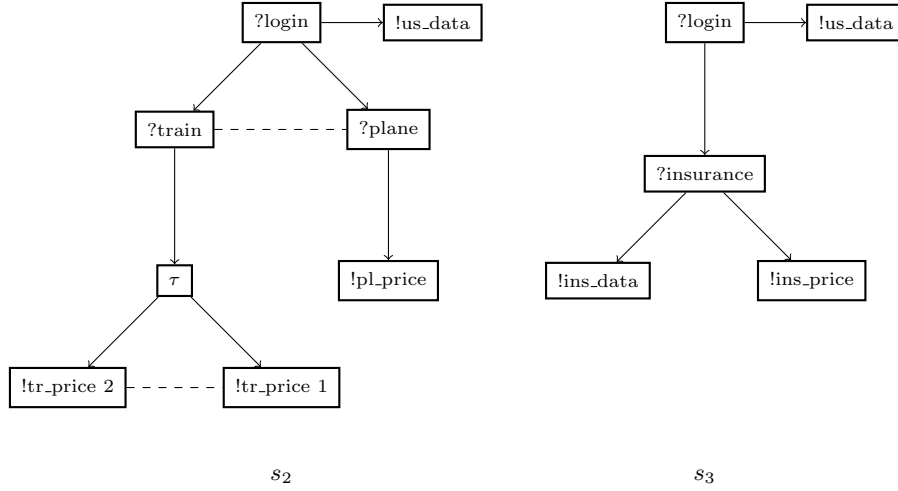 ?login !us_data ?login !us_data
?train ?plane
?insurance
τ !pl_price !ins_data !ins_price
!tr_price 2 !tr_price 1
s2 s3